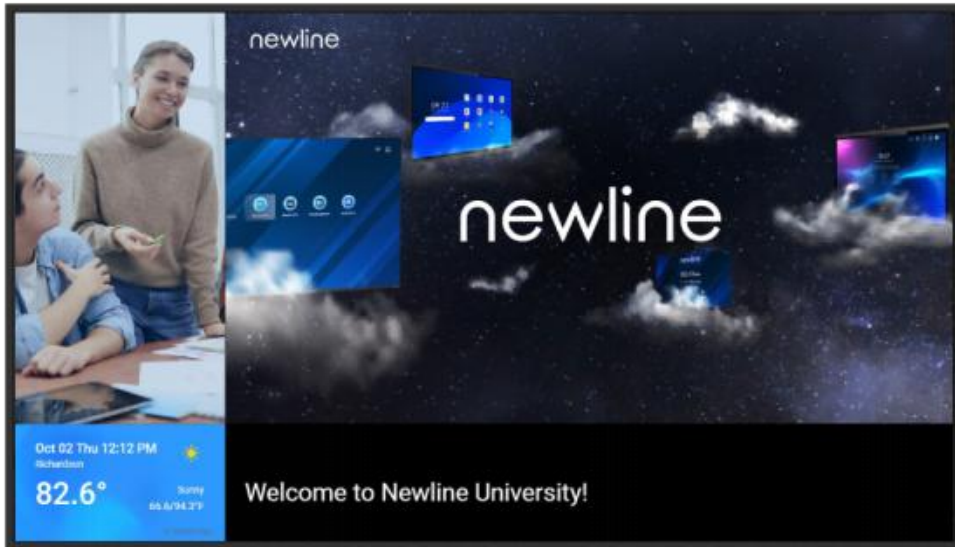 newline
newline
Oct 02 Thu 12:12 PM
Richardson
82.6°
Sunny
66.6/94.2°F
Welcome to Newline University!